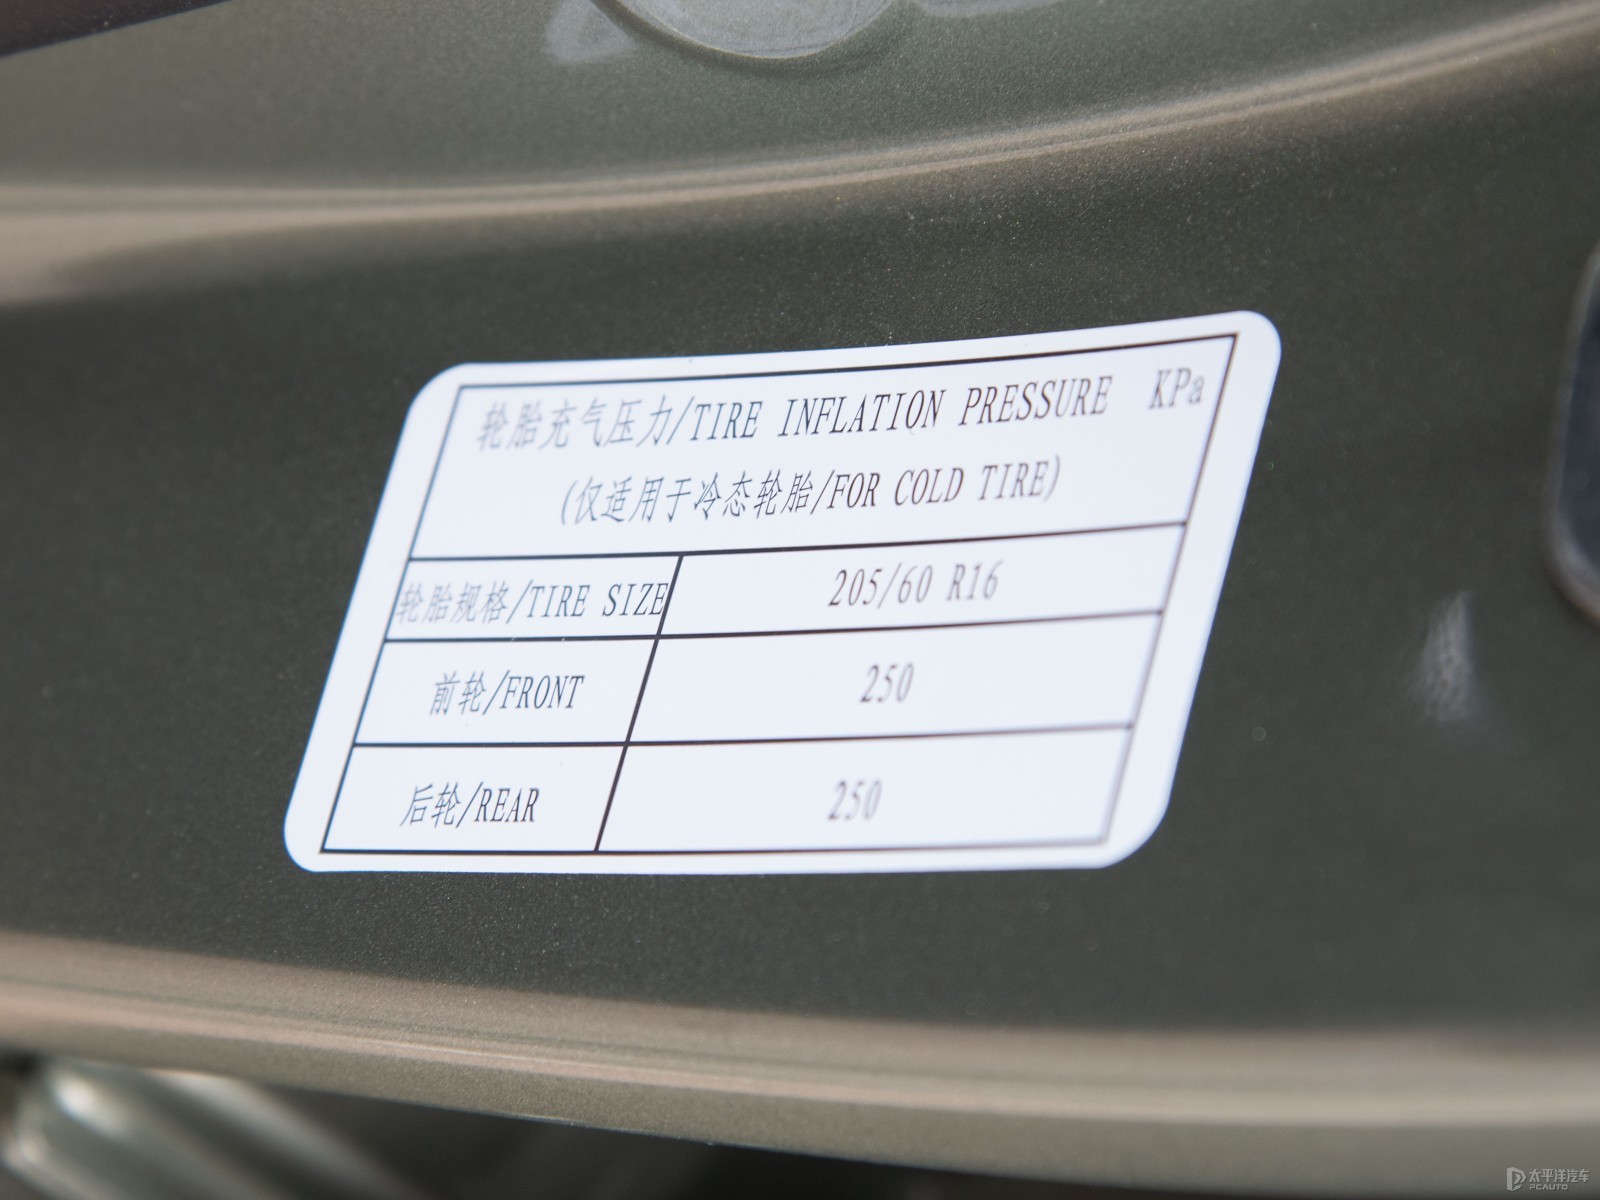 轮胎充气压力/TIRE INFLATION PRESSURE KPa
(仅适用于冷态轮胎/FOR COLD TIRE)
轮胎规格/TIRE SIZE 205/60 R16
前轮/FRONT 250
后轮/REAR 250
太平洋汽车
PCAUTO